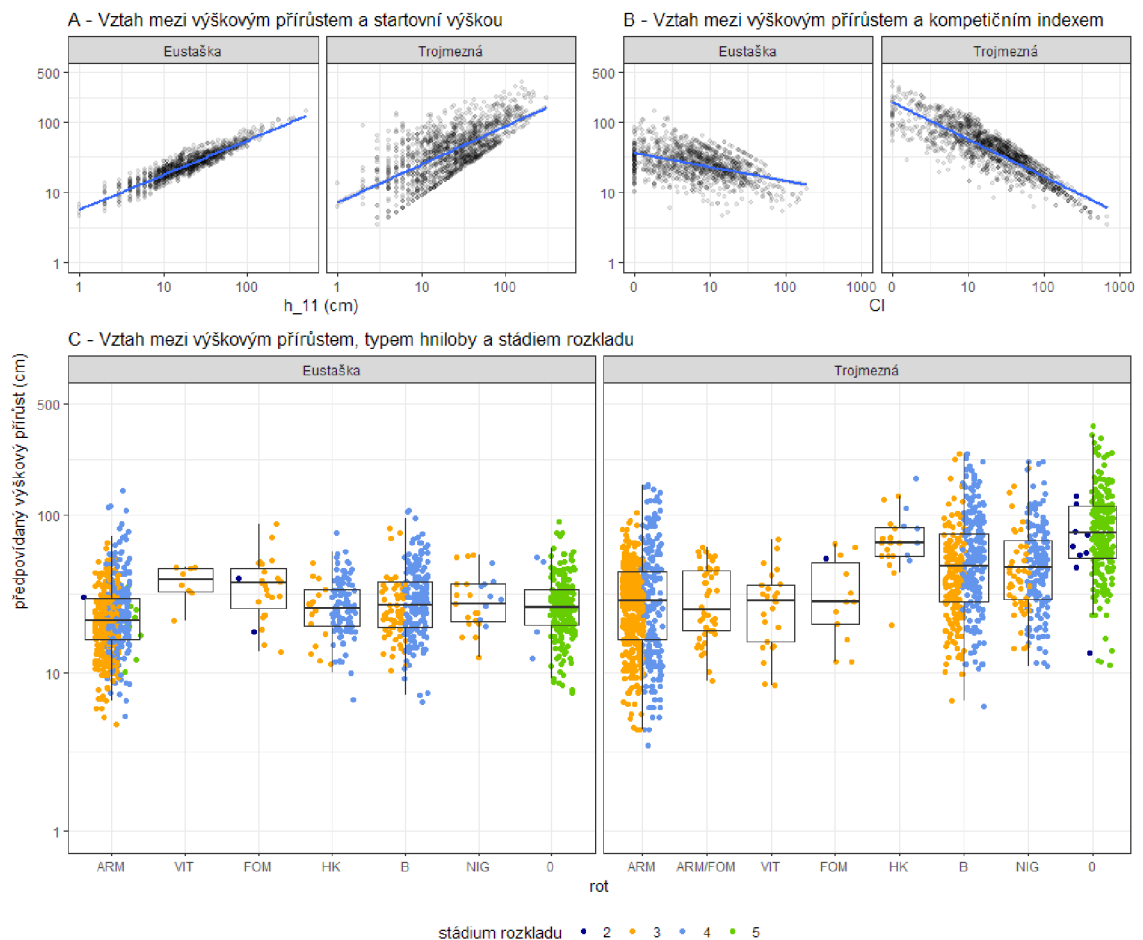 A - Vztah mezi výškovým přírůstem a startovní výškou
B - Vztah mezi výškovým přírůstem a kompetičním indexem
Eustaška
Trojmezná
Eustaška
Trojmezná
500
100
10
1
500
100
10
1
1
10
100
1
10
100
0
10
100
1000
0
10
100
1000
h_11 (cm)
CI
C - Vztah mezi výškovým přírůstem, typem hniloby a stádiem rozkladu
Eustaška
Trojmezná
předpovídaný výškový přírůst (cm)
500
100
10
1
ARM
VIT
FOM
HK
B
NIG
0
ARM
ARM/FOM
VIT
FOM
HK
B
NIG
0
rot
stádium rozkladu 2 3 4 5